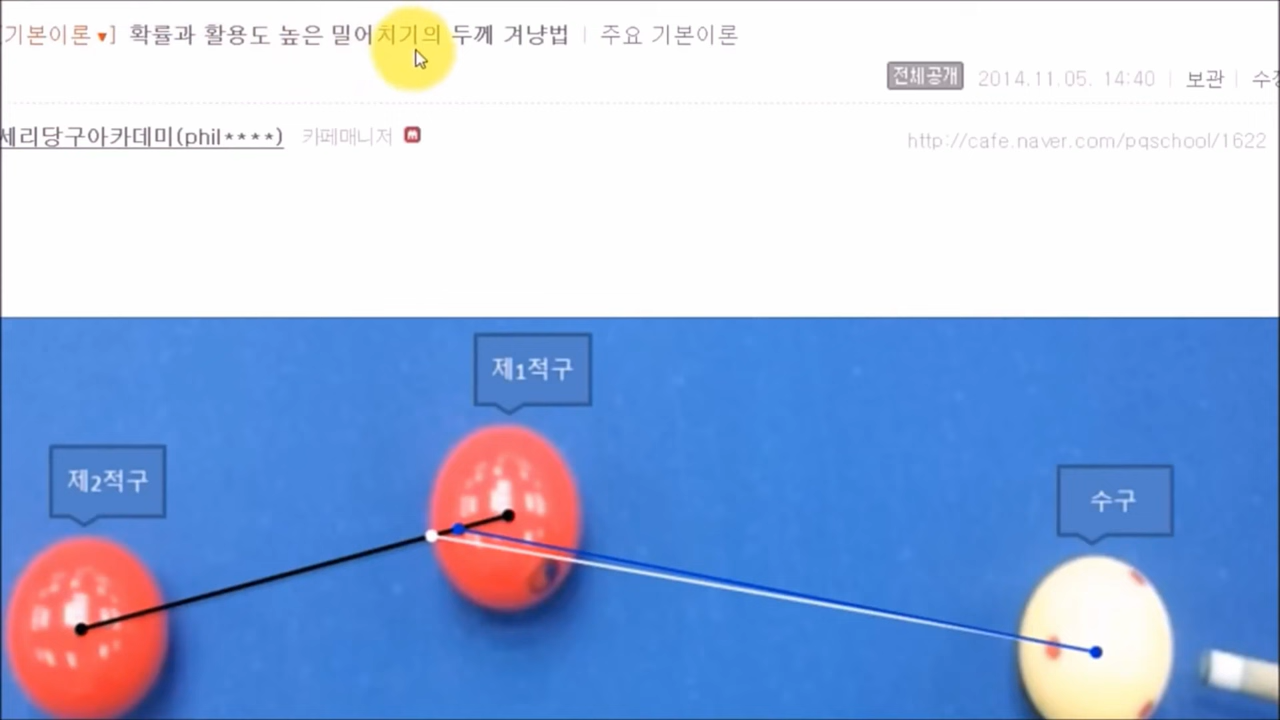 기본이론 ▼] 확률과 활용도 높은 밀어치기의 두께 겨냥법 | 주요 기본이론
전체공개 2014.11.05. 14:40 | 보관 |
세리당구아카데미(phil****) 카페매니저 http://cafe.naver.com/pqschool/1622
제1적구
제2적구
수구